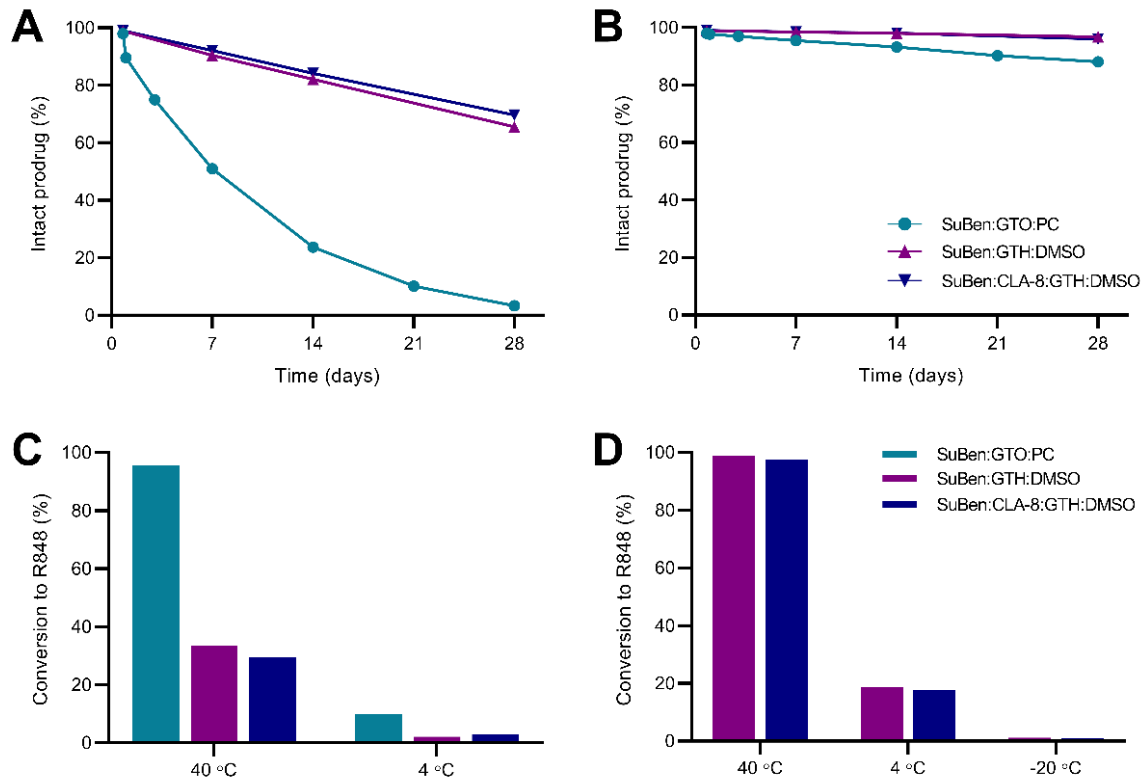 A
Intact prodrug (%)
100
80
60
40
20
0
0 7 14 21 28
Time (days)
B
Intact prodrug (%)
100
80
60
40
20
0
0 7 14 21 28
Time (days)
SuBen:GTO:PC
SuBen:GTH:DMSO
SuBen:CLA-8:GTH:DMSO
C
Conversion to R848 (%)
100
80
60
40
20
0
40 °C 4 °C
D
Conversion to R848 (%)
100
80
60
40
20
0
40 °C 4 °C -20 °C
SuBen:GTO:PC
SuBen:GTH:DMSO
SuBen:CLA-8:GTH:DMSO